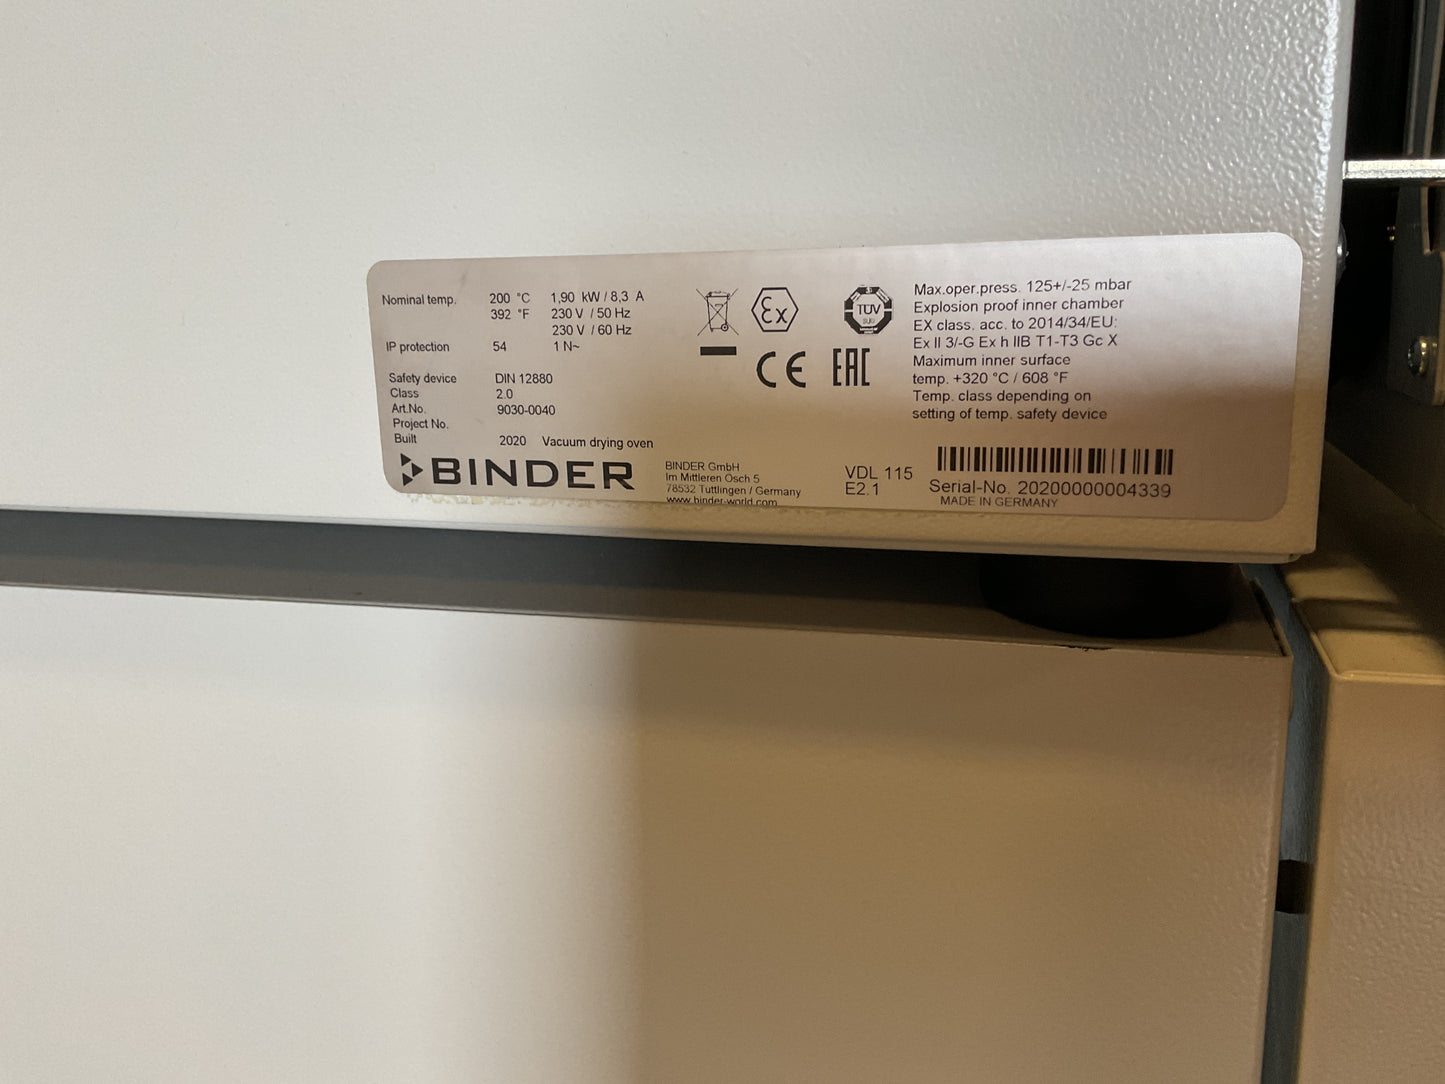 Nominal temp. 200 °C 1,90 kW / 8,3 A
392 °F 230 V / 50 Hz
230 V / 60 Hz
IP protection 54 1 N~
Safety device DIN 12880
Class 2.0
Art.No. 9030-0040
Project No.
Built 2020 Vacuum drying oven
BINDER
BINDER GmbH
Im Mittleren Ösch 5
78532 Tuttlingen / Germany
www.binder-world.com
Ex
TÜV
SÜD
CE
EAC
VDL 115
E2.1
Max.oper.press. 125+/-25 mbar
Explosion proof inner chamber
EX class. acc. to 2014/34/EU:
Ex II 3/-G Ex h IIB T1-T3 Gc X
Maximum inner surface
temp. +320 °C / 608 °F
Temp. class depending on
setting of temp. safety device
Serial-No. 20200000004339
MADE IN GERMANY